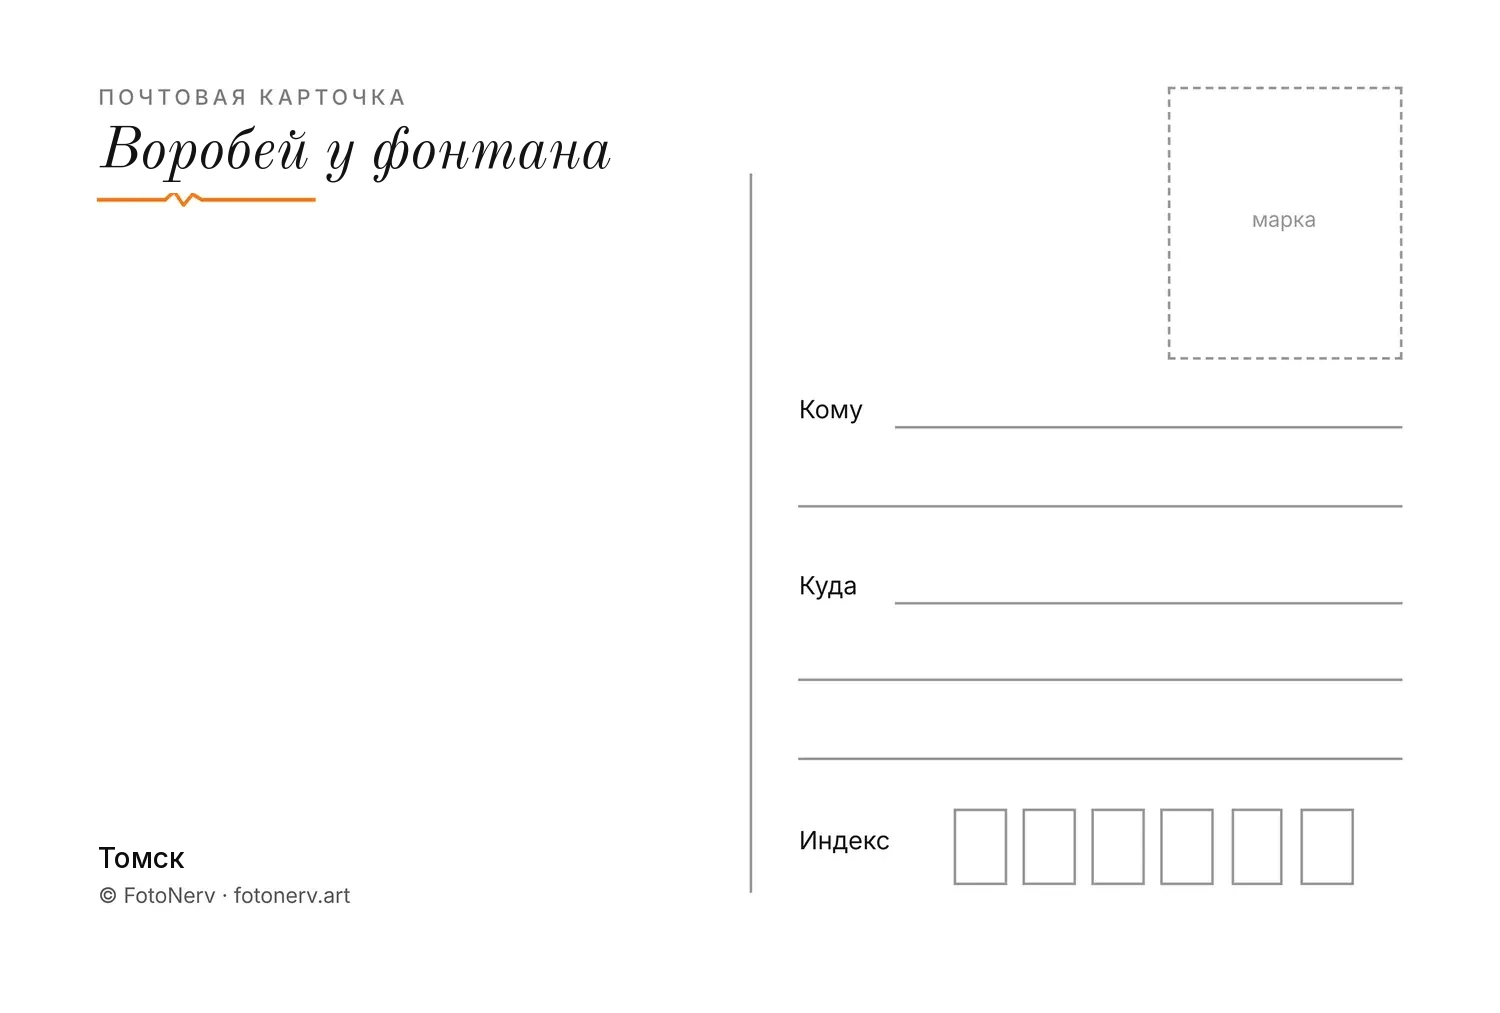 ПОЧТОВАЯ КАРТОЧКА
Воробей у фонтана
марка
Кому
Куда
Индекс
Томск
© FotoNerv · fotonerv.art